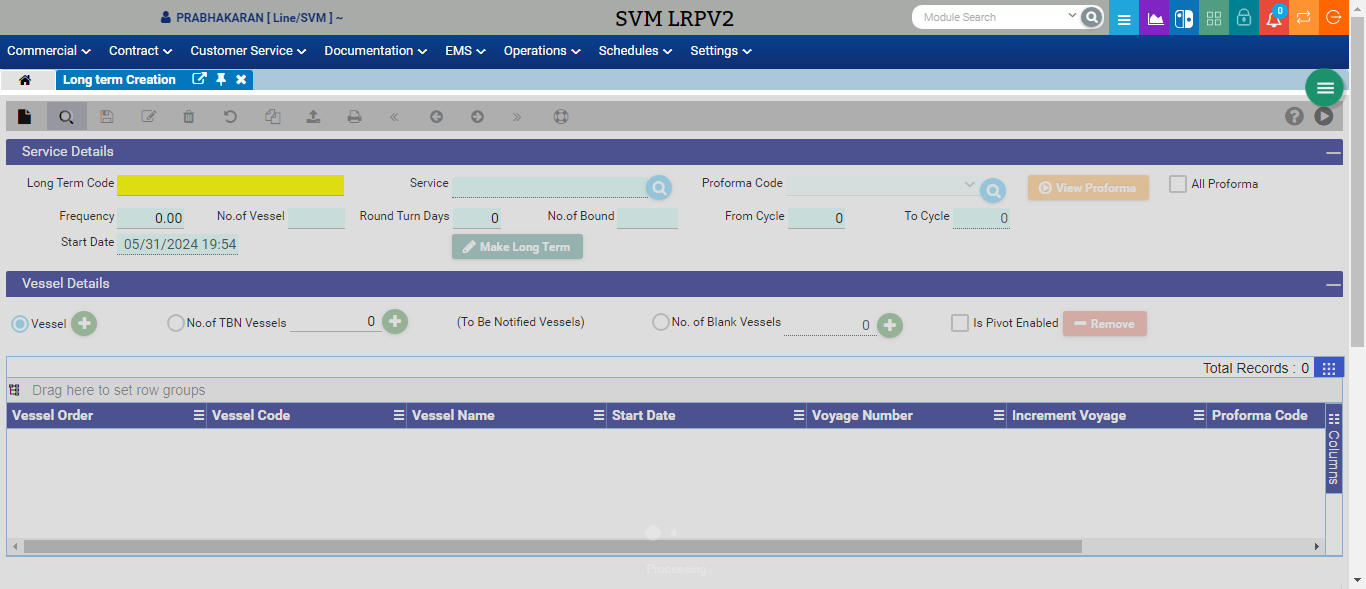 PRABHAKARAN [ Line/SVM ] ~
SVM LRPV2
Module Search
0
Commercial Contract Customer Service Documentation EMS Operations Schedules Settings
Long term Creation
Service Details
Long Term Code Service Proforma Code View Proforma All Proforma
Frequency 0.00 No.of Vessel Round Turn Days 0 No.of Bound From Cycle 0 To Cycle 0
Start Date 05/31/2024 19:54 Make Long Term
Vessel Details
Vessel No.of TBN Vessels 0 (To Be Notified Vessels) No. of Blank Vessels 0 Is Pivot Enabled Remove
Total Records : 0
Drag here to set row groups
Vessel Order Vessel Code Vessel Name Start Date Voyage Number Increment Voyage Proforma Code
Columns
Processing..